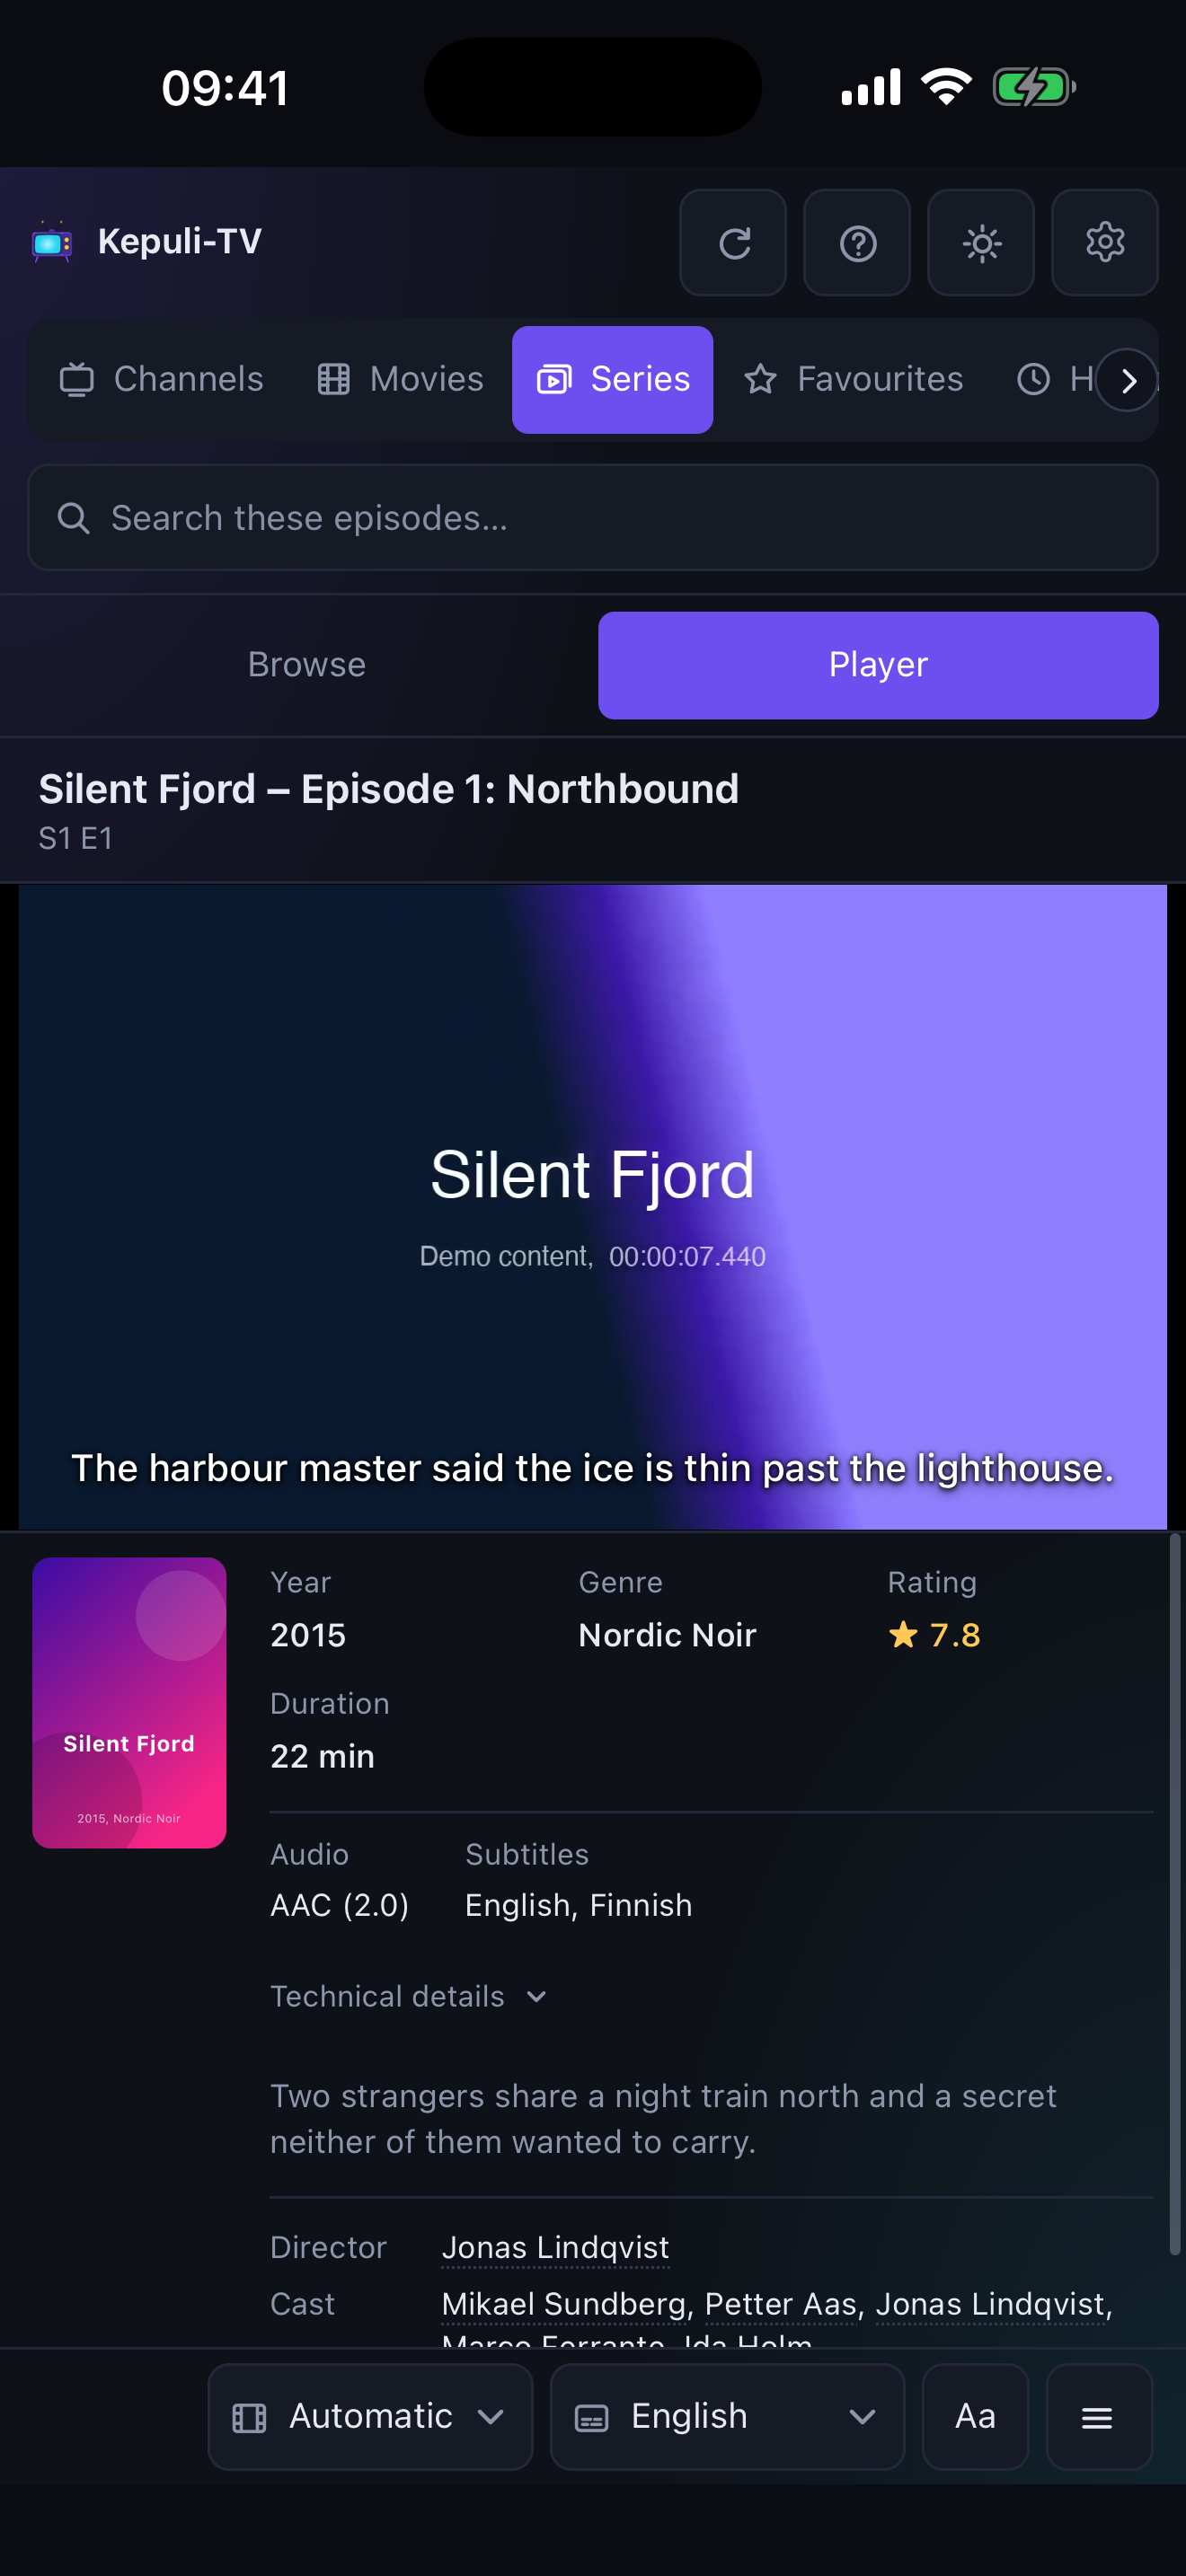 09:41
Kepuli-TV
Channels
Movies
Series
Favourites
Search these episodes...
Browse
Player
Silent Fjord – Episode 1: Northbound
S1 E1
Silent Fjord
Demo content, 00:00:07.440
The harbour master said the ice is thin past the lighthouse.
Year
Genre
Rating
2015
Nordic Noir
7.8
Duration
22 min
Silent Fjord
2015, Nordic Noir
Audio
Subtitles
AAC (2.0)
English, Finnish
Technical details
Two strangers share a night train north and a secret
neither of them wanted to carry.
Director
Jonas Lindqvist
Cast
Mikael Sundberg, Petter Aas, Jonas Lindqvist,
Marco Ferrante, Ida Holm
Automatic
English
Aa